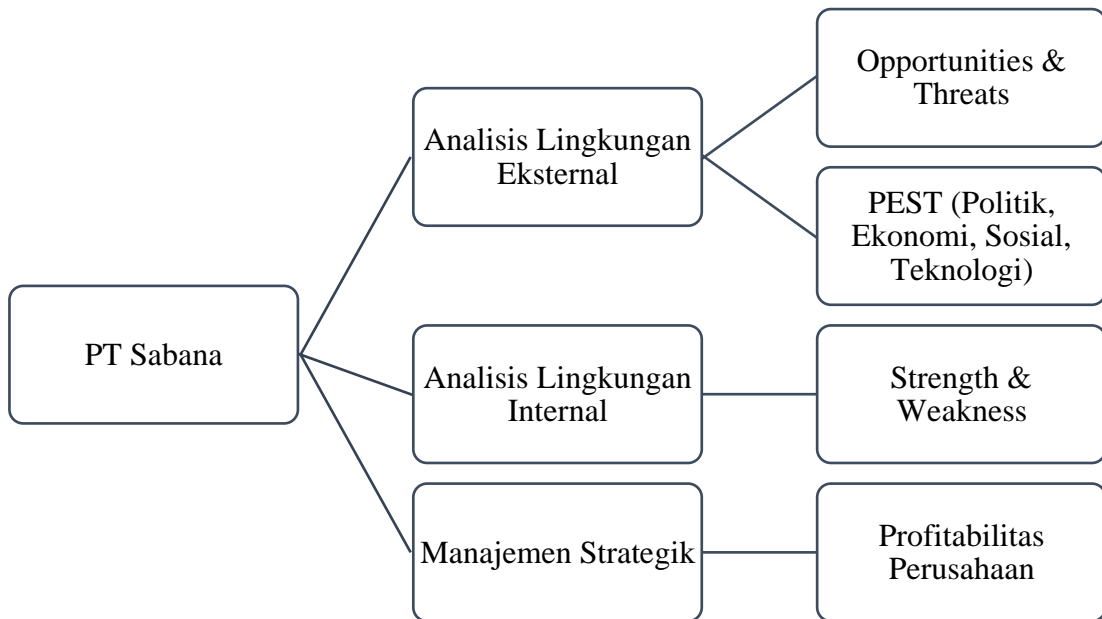 PT Sabana
Analisis Lingkungan
Eksternal
Opportunities &
Threats
PEST (Politik,
Ekonomi, Sosial,
Teknologi)
Analisis Lingkungan
Internal
Strength &
Weakness
Manajemen Strategik
Profitabilitas
Perusahaan